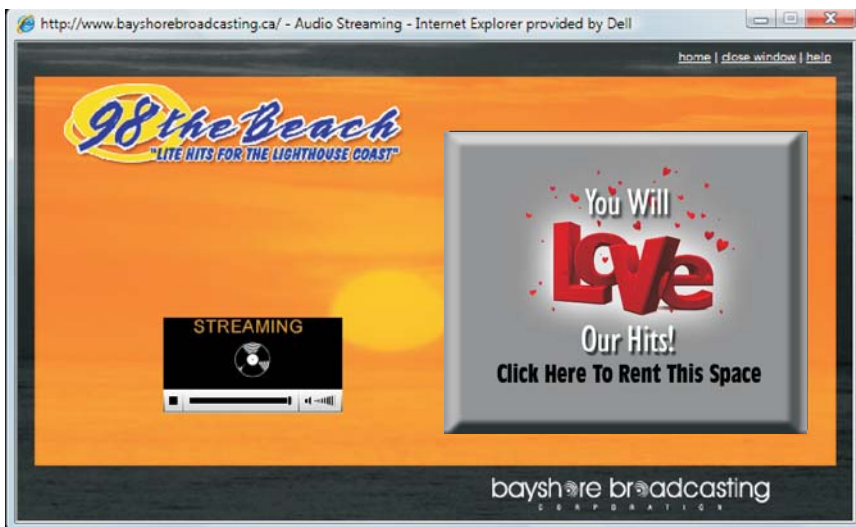 http://www.bayshorebroadcasting.ca/ - Audio Streaming - Internet Explorer provided by Dell
home | close window | help
98 the Beach
"LITE HITS FOR THE LIGHTHOUSE COAST"
You Will
LOVe
Our Hits!
Click Here To Rent This Space
STREAMING
bayshore broadcasting
CORPORATION